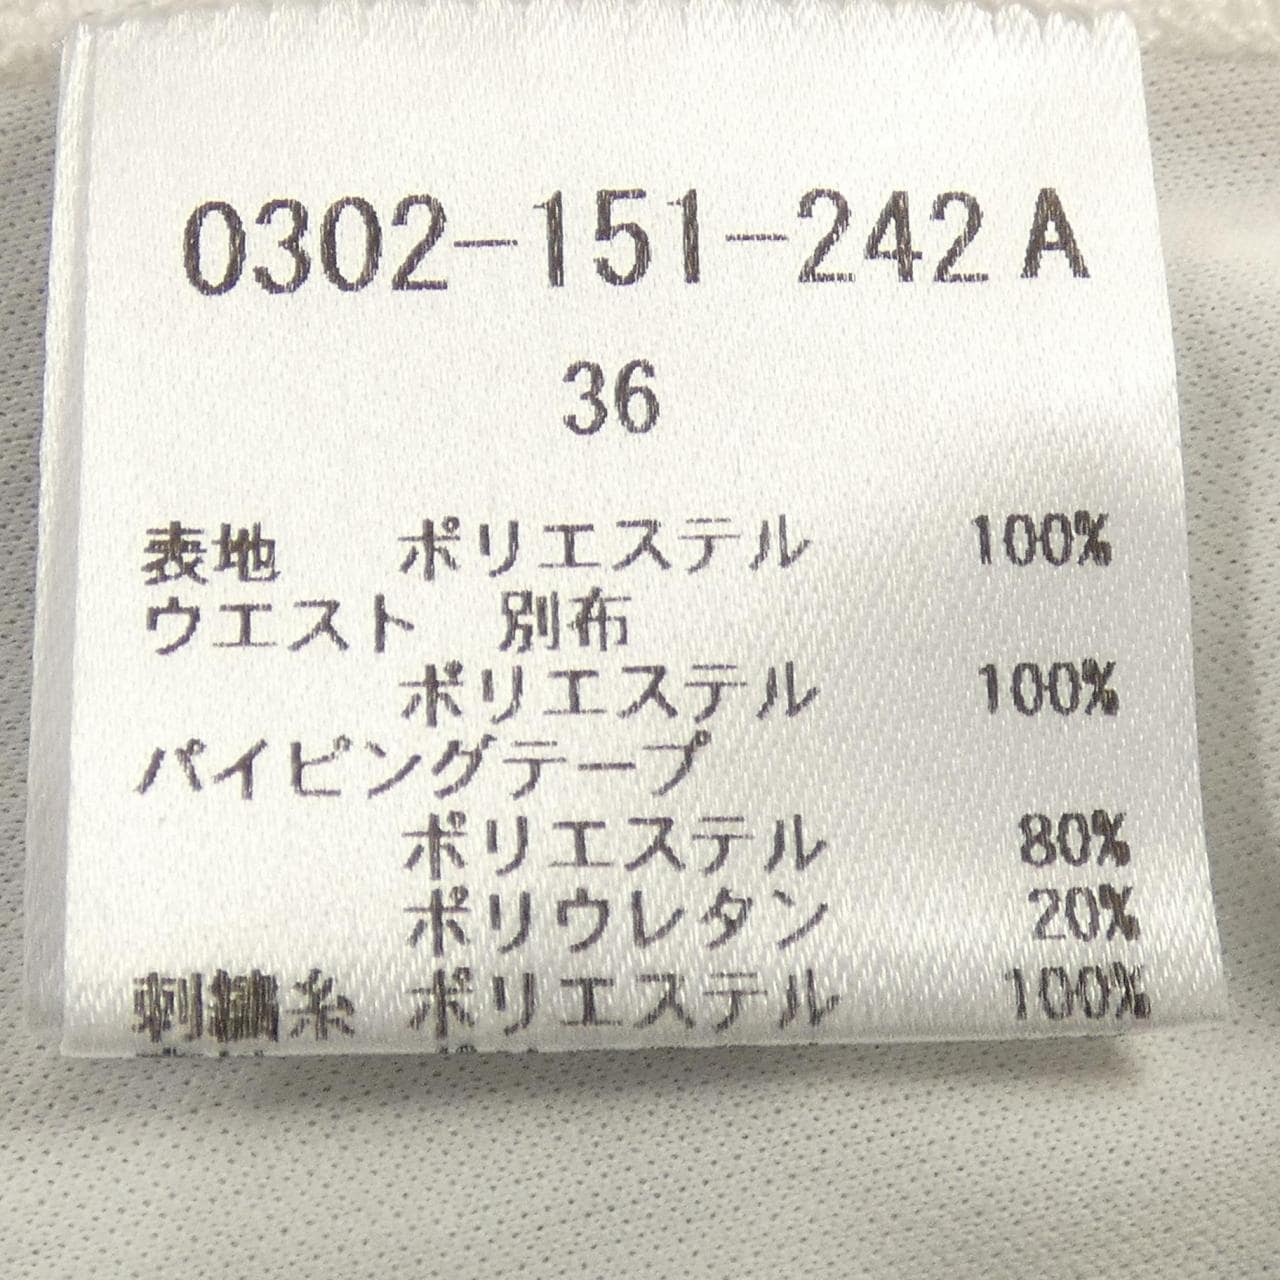 0302-151-242 A
36
表地 ポリエステル 100%
ウエスト 別布
ポリエステル 100%
パイピングテープ
ポリエステル 80%
ポリウレタン 20%
刺繍糸 ポリエステル 100%